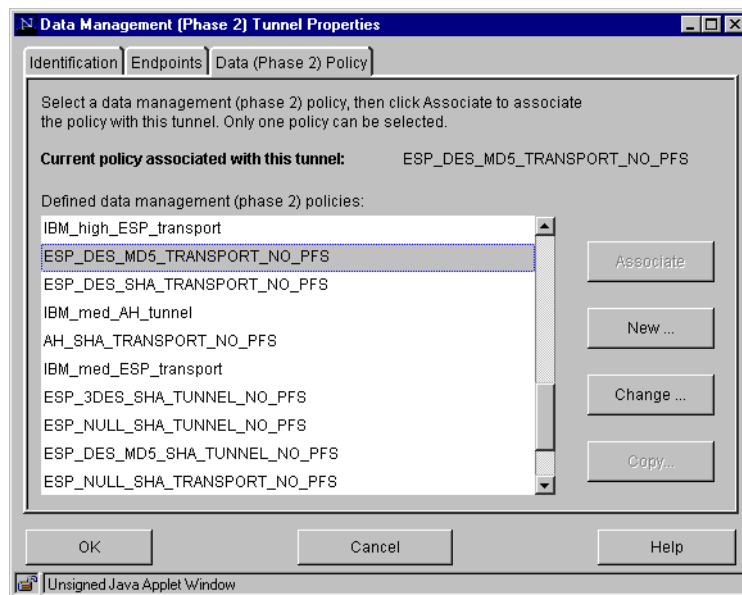 Data Management (Phase 2) Tunnel Properties
Identification Endpoints Data (Phase 2) Policy
Select a data management (phase 2) policy, then click Associate to associate
the policy with this tunnel. Only one policy can be selected.
Current policy associated with this tunnel: ESP_DES_MD5_TRANSPORT_NO_PFS
Defined data management (phase 2) policies:
IBM_high_ESP_transport
ESP_DES_MD5_TRANSPORT_NO_PFS
ESP_DES_SHA_TRANSPORT_NO_PFS
IBM_med_AH_tunnel
AH_SHA_TRANSPORT_NO_PFS
IBM_med_ESP_transport
ESP_3DES_SHA_TUNNEL_NO_PFS
ESP_NULL_SHA_TUNNEL_NO_PFS
ESP_DES_MD5_SHA_TUNNEL_NO_PFS
ESP_NULL_SHA_TRANSPORT_NO_PFS
Associate
New ...
Change ...
Copy...
OK Cancel Help
Unsigned Java Applet Window